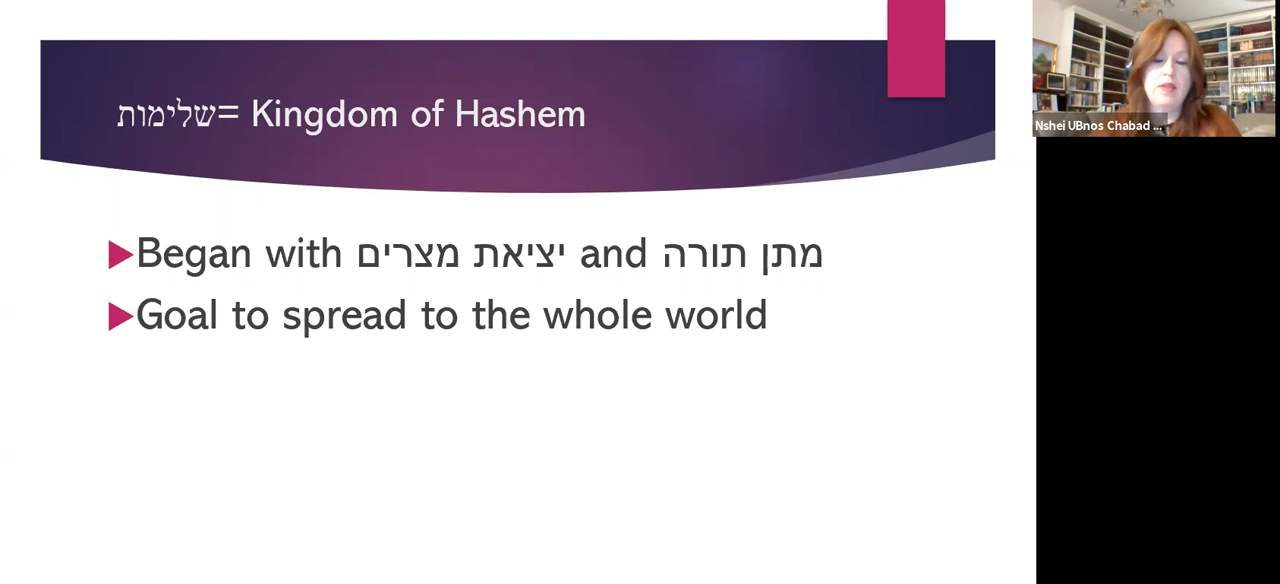 שלימות= Kingdom of Hashem
Began with יציאת מצרים and מתן תורה
Goal to spread to the whole world
Nshei UBnos Chabad ...